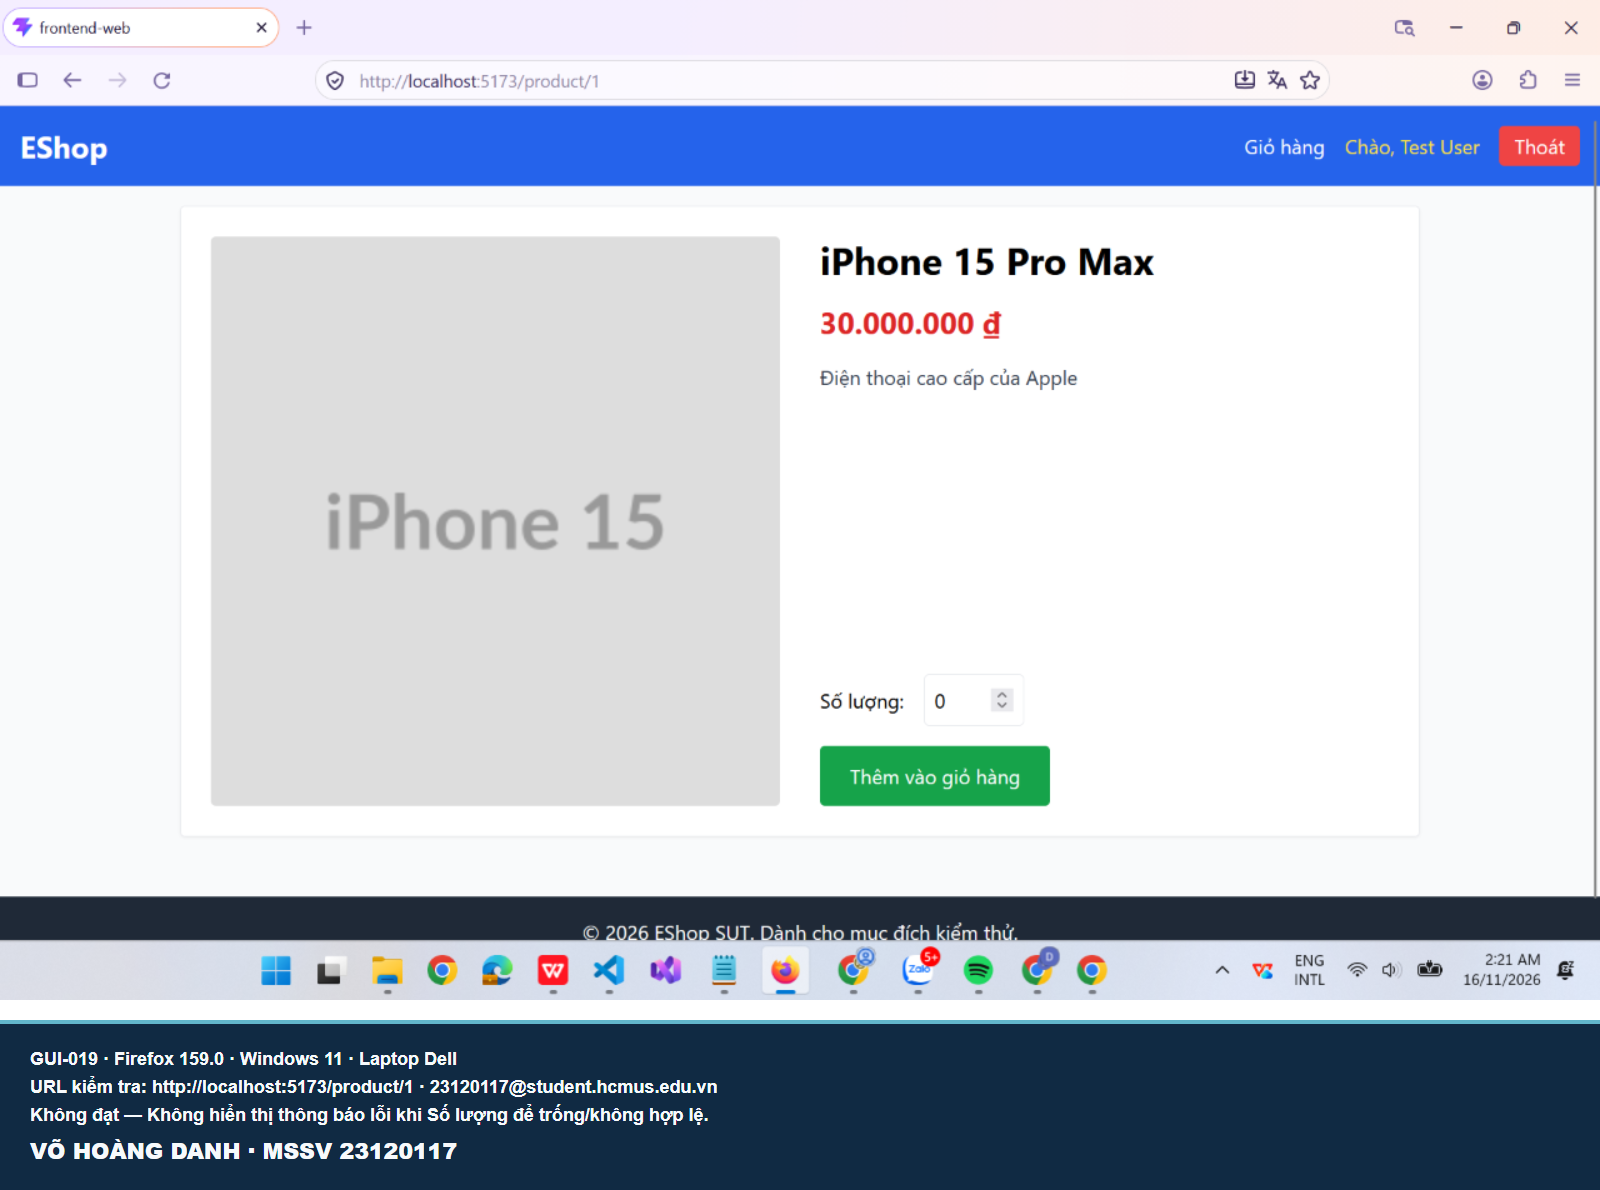 frontend-web
http://localhost:5173/product/1
EShop
Giỏ hàng
Chào, Test User
Thoát
iPhone 15 Pro Max
30.000.000 ₫
Điện thoại cao cấp của Apple
iPhone 15
Số lượng:
0
Thêm vào giỏ hàng
© 2026 EShop SUT. Dành cho mục đích kiểm thử.
Zalo
5+
D
ENG
INTL
2:21 AM
16/11/2026
GUI-019 · Firefox 159.0 · Windows 11 · Laptop Dell
URL kiểm tra: http://localhost:5173/product/1 · 23120117@student.hcmus.edu.vn
Không đạt — Không hiển thị thông báo lỗi khi Số lượng để trống/không hợp lệ.
VÕ HOÀNG DANH · MSSV 23120117